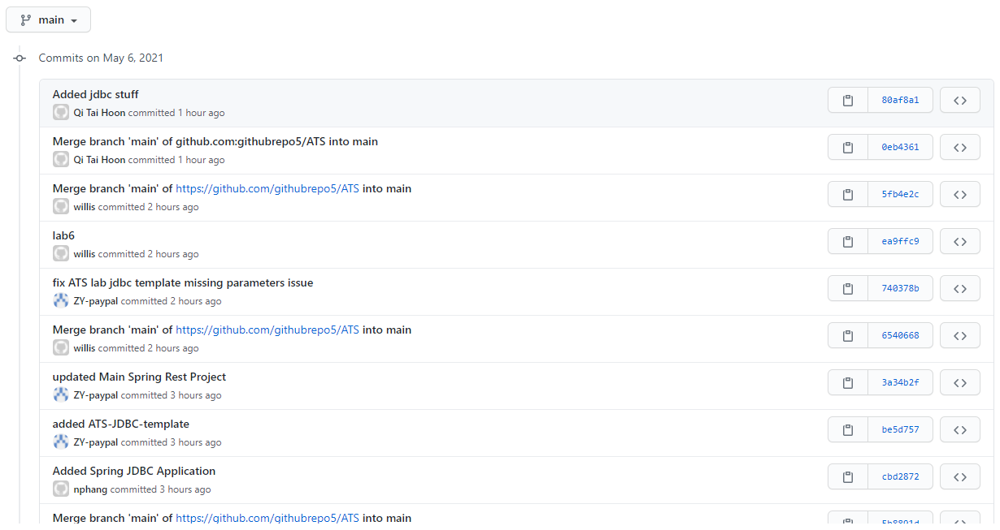 main
Commits on May 6, 2021
Added jdbc stuff
80af8a1
Qi Tai Hoon committed 1 hour ago
Merge branch 'main' of github.com:githubrepo5/ATS into main
0eb4361
Qi Tai Hoon committed 1 hour ago
Merge branch 'main' of https://github.com/githubrepo5/ATS into main
5fb4e2c
willis committed 2 hours ago
lab6
ea9ffc9
willis committed 2 hours ago
fix ATS lab jdbc template missing parameters issue
740378b
ZY-paypal committed 2 hours ago
Merge branch 'main' of https://github.com/githubrepo5/ATS into main
6540668
willis committed 2 hours ago
updated Main Spring Rest Project
3a34b2f
ZY-paypal committed 3 hours ago
added ATS-JDBC-template
be5d757
ZY-paypal committed 3 hours ago
Added Spring JDBC Application
cbd2872
nphang committed 3 hours ago
Merge branch 'main' of https://github.com/githubrepo5/ATS into main